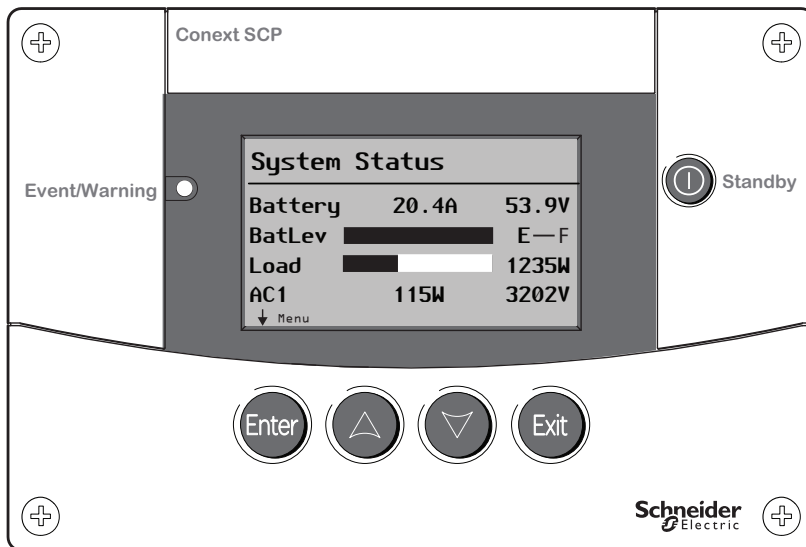 Conext SCP
Event/Warning
Standby
System Status
Battery 20.4A 53.9V
BatLev E—F
Load 1235W
AC1 115W 3202V
↓ Menu
Enter
Exit
Schneider
Electric